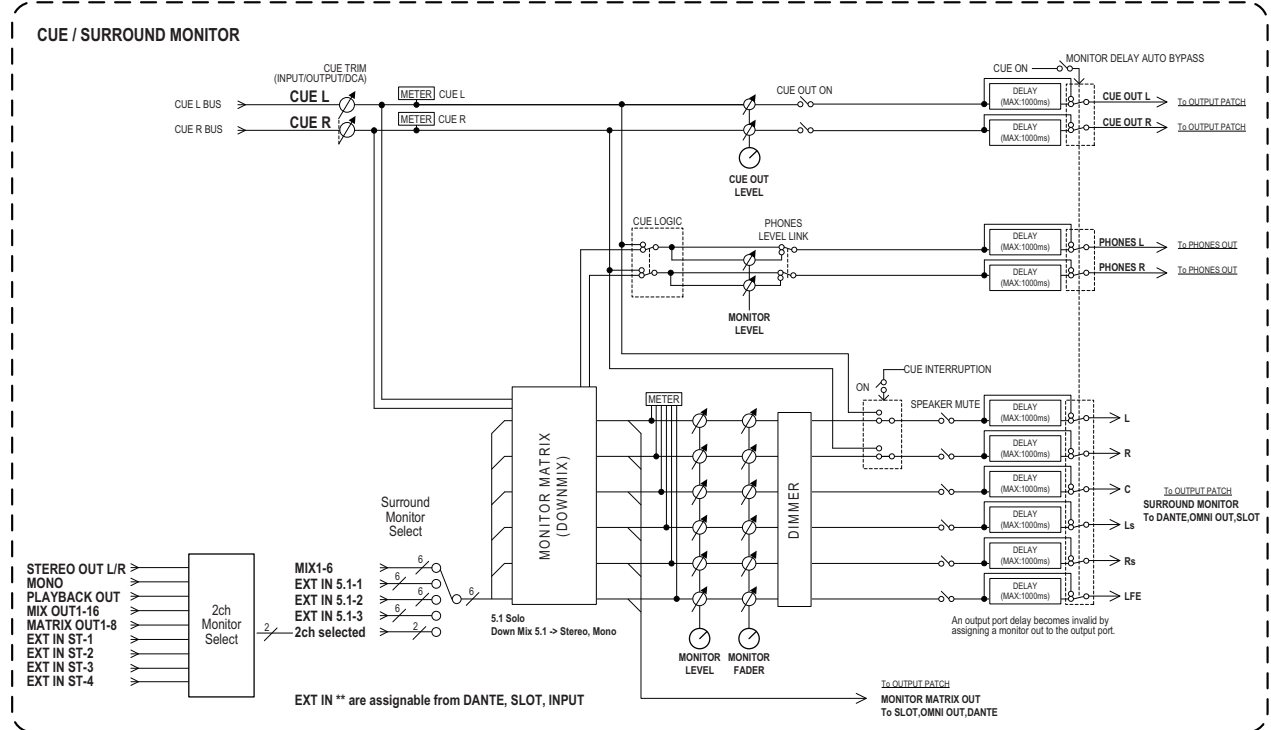 CUE / SURROUND MONITOR
CUE TRIM
(INPUT/OUTPUT/DCA)
CUE L BUS
CUE L
METER CUE L
CUE OUT ON
CUE ON
MONITOR DELAY AUTO BYPASS
DELAY
(MAX:1000ms)
CUE OUT L
To OUTPUT PATCH
CUE R BUS
CUE R
METER CUE R
DELAY
(MAX:1000ms)
CUE OUT R
To OUTPUT PATCH
CUE OUT
LEVEL
CUE LOGIC
PHONES
LEVEL LINK
DELAY
(MAX:1000ms)
PHONES L
To PHONES OUT
DELAY
(MAX:1000ms)
PHONES R
To PHONES OUT
MONITOR
LEVEL
CUE INTERRUPTION
ON
METER
SPEAKER MUTE
DELAY
(MAX:1000ms)
L
DELAY
(MAX:1000ms)
R
DELAY
(MAX:1000ms)
C
DELAY
(MAX:1000ms)
Ls
DELAY
(MAX:1000ms)
Rs
DELAY
(MAX:1000ms)
LFE
To OUTPUT PATCH
SURROUND MONITOR
To DANTE,OMNI OUT,SLOT
An output port delay becomes invalid by
assigning a monitor out to the output port.
MONITOR MATRIX
(DOWNMIX)
DIMMER
Surround
Monitor
Select
MIX1-6
6
EXT IN 5.1-1
6
EXT IN 5.1-2
6
EXT IN 5.1-3
6
2ch selected
2
6
5.1 Solo
Down Mix 5.1 -> Stereo, Mono
STEREO OUT L/R
MONO
PLAYBACK OUT
MIX OUT1-16
MATRIX OUT1-8
EXT IN ST-1
EXT IN ST-2
EXT IN ST-3
EXT IN ST-4
2ch
Monitor
Select
2
MONITOR
LEVEL
MONITOR
FADER
EXT IN ** are assignable from DANTE, SLOT, INPUT
To OUTPUT PATCH
MONITOR MATRIX OUT
To SLOT,OMNI OUT,DANTE